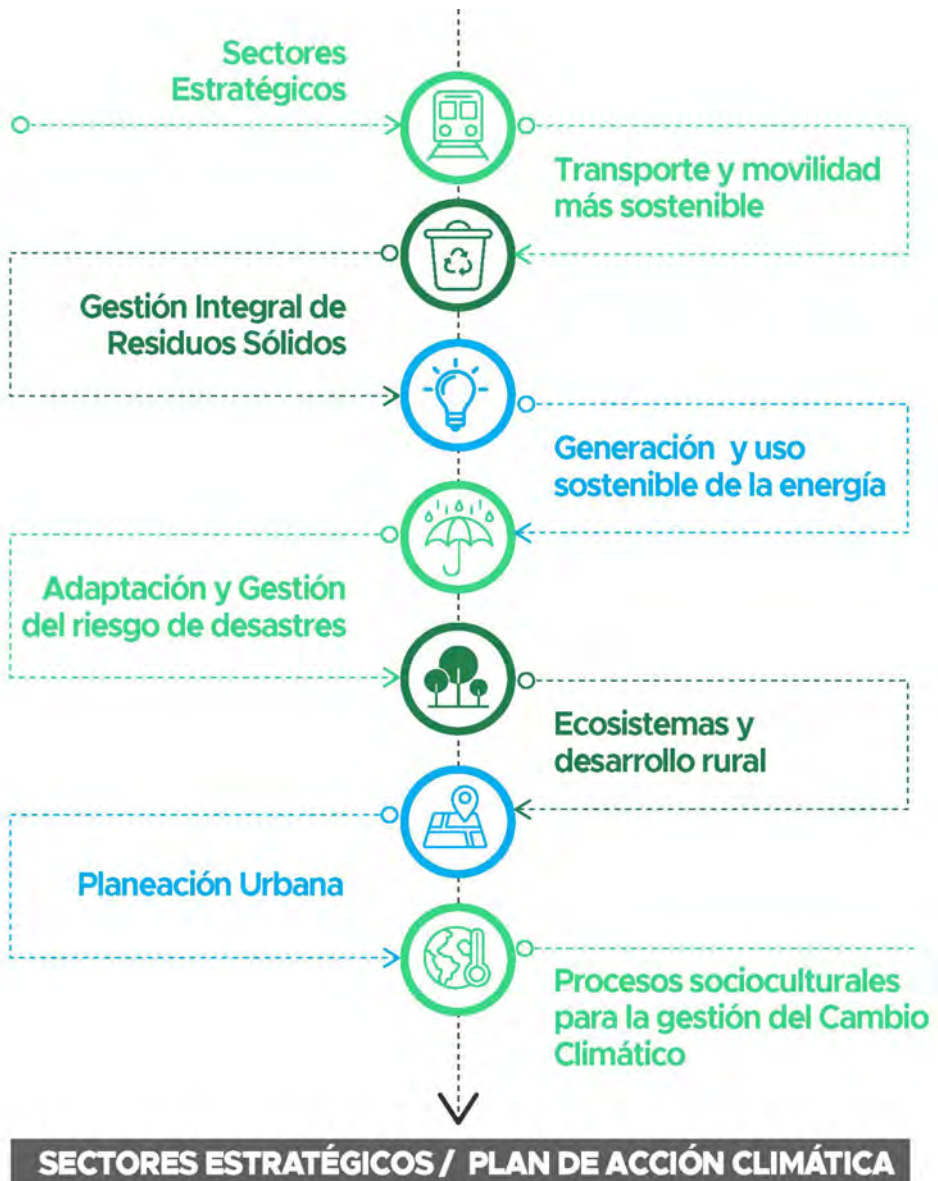 Sectores
Estratégicos
Transporte y movilidad
más sostenible
Gestión Integral de
Residuos Sólidos
Generación y uso
sostenible de la energía
Adaptación y Gestión
del riesgo de desastres
Ecosistemas y
desarrollo rural
Planeación Urbana
Procesos socioculturales
para la gestión del Cambio
Climático
SECTORES ESTRATÉGICOS / PLAN DE ACCIÓN CLIMÁTICA